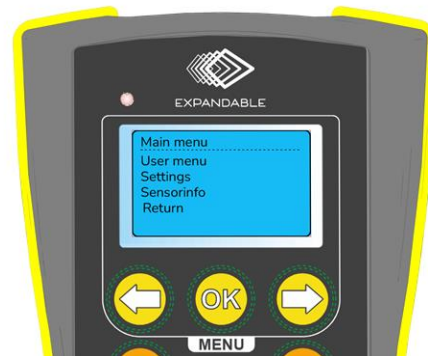 EXPANDABLE
Main menu
User menu
Settings
Sensorinfo
Return
OK
MENU